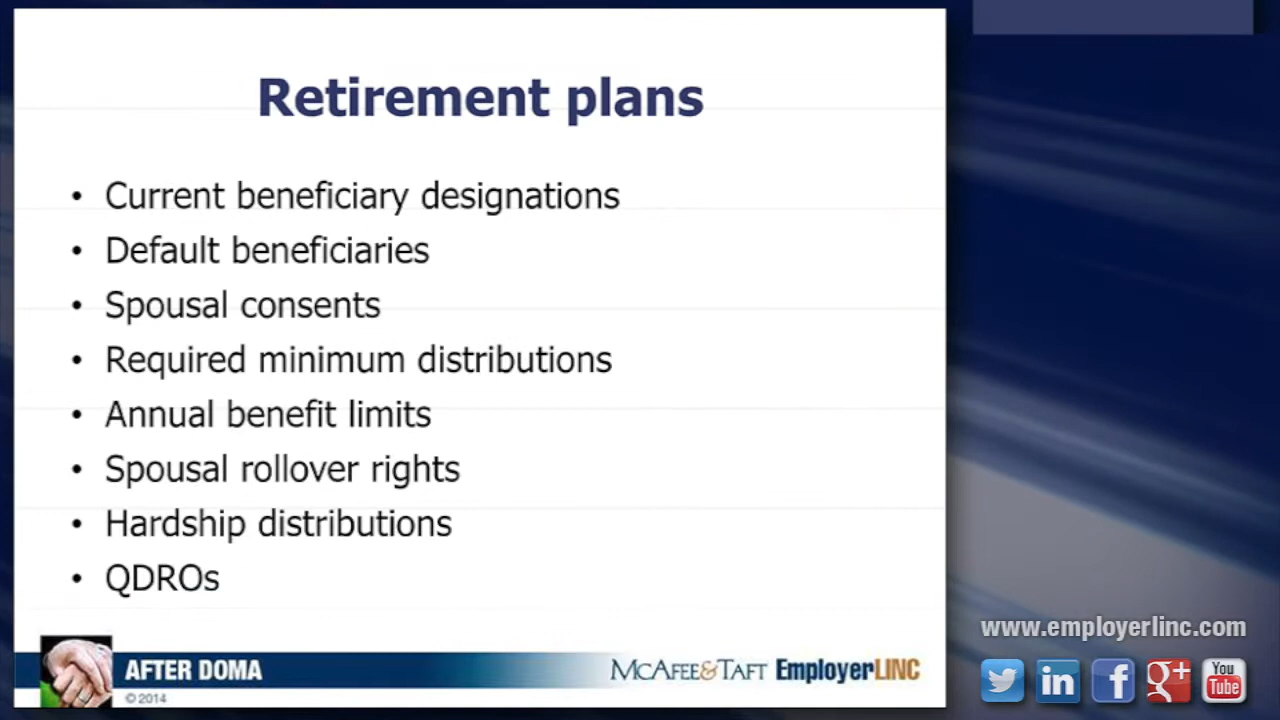 Retirement plans
• Current beneficiary designations
• Default beneficiaries
• Spousal consents
• Required minimum distributions
• Annual benefit limits
• Spousal rollover rights
• Hardship distributions
• QDROs
AFTER DOMA
© 2014
McAFEE&TAFT EmployerLINC
www.employerlinc.com
in f g+ You Tube